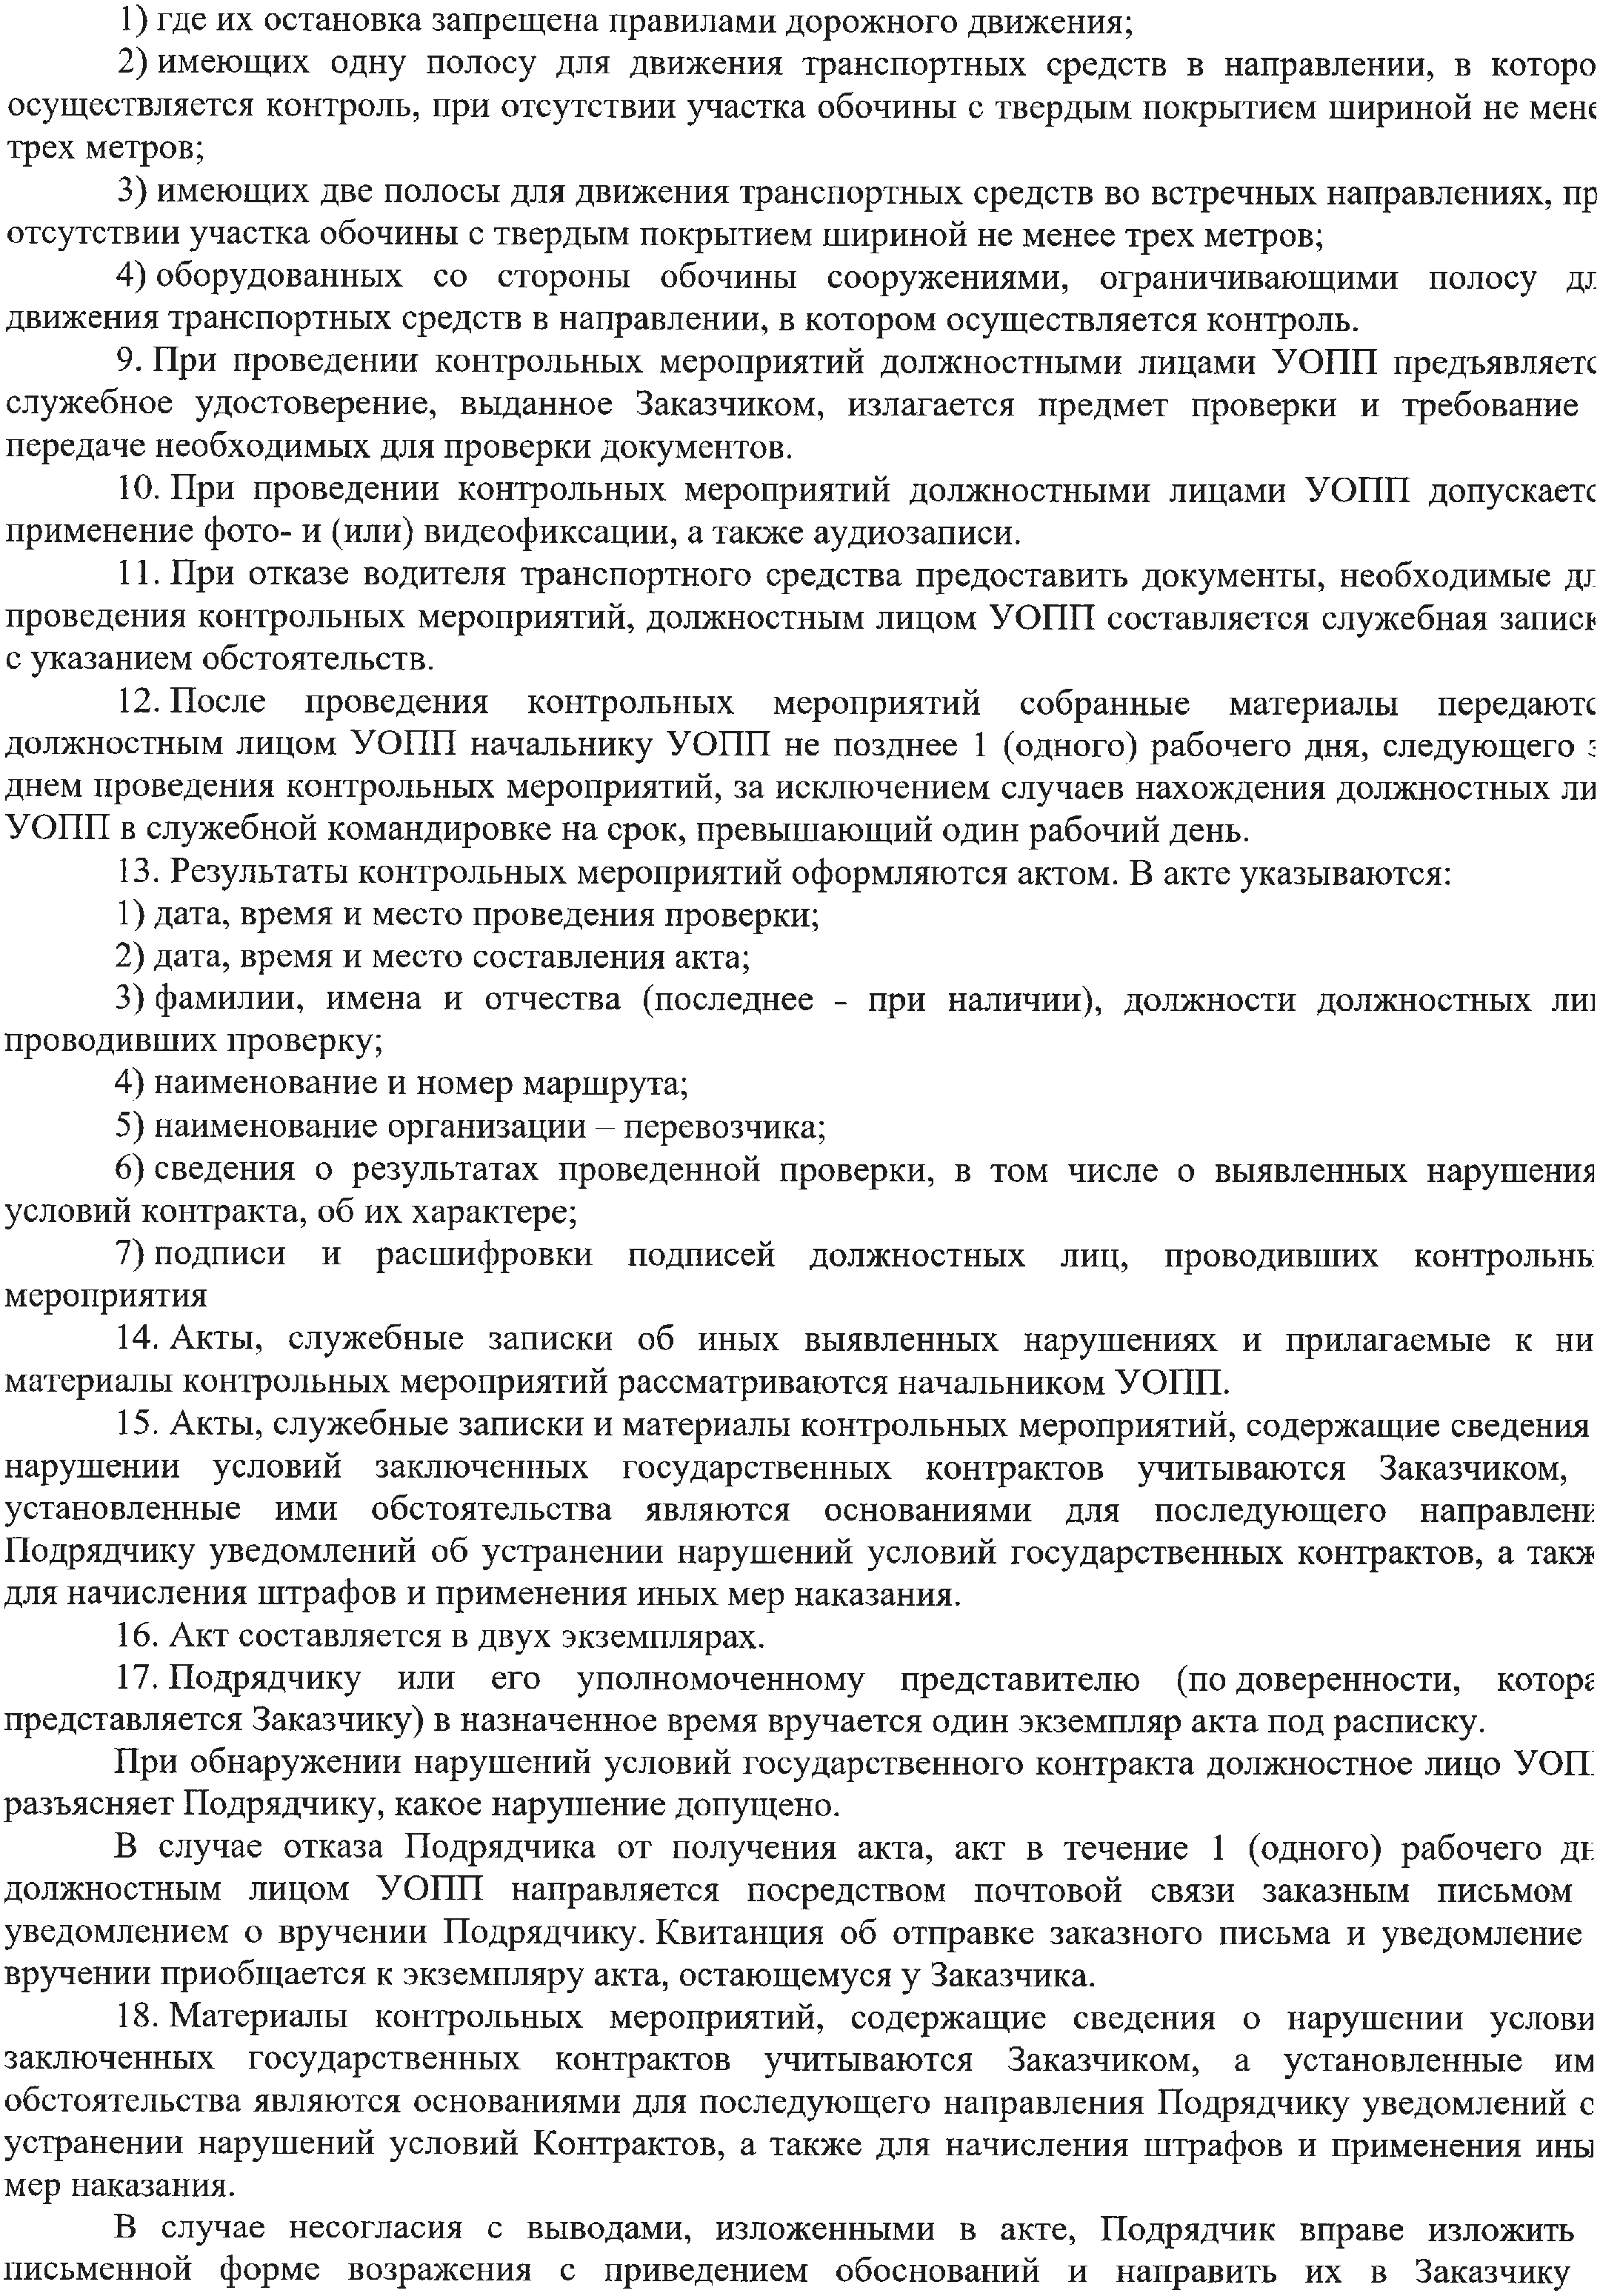 1) где их остановка запрещена правилами дорожного движения;
2) имеющих одну полосу для движения транспортных средств в направлении, в которо
осуществляется контроль, при отсутствии участка обочины с твердым покрытием шириной не мене
трех метров;
3) имеющих две полосы для движения транспортных средств во встречных направлениях, пр
отсутствии участка обочины с твердым покрытием шириной не менее трех метров;
4) оборудованных со стороны обочины сооружениями, ограничивающими полосу дл
движения транспортных средств в направлении, в котором осуществляется контроль.
9. При проведении контрольных мероприятий должностными лицами УОПП предъявляетс
служебное удостоверение, выданное Заказчиком, излагается предмет проверки и требование
передаче необходимых для проверки документов.
10. При проведении контрольных мероприятий должностными лицами УОПП допускаетс
применение фото- и (или) видеофиксации, а также аудиозаписи.
11. При отказе водителя транспортного средства предоставить документы, необходимые дл
проведения контрольных мероприятий, должностным лицом УОПП составляется служебная записк
с указанием обстоятельств.
12. После проведения контрольных мероприятий собранные материалы передаютс
должностным лицом УОПП начальнику УОПП не позднее 1 (одного) рабочего дня, следующего з
днем проведения контрольных мероприятий, за исключением случаев нахождения должностных ли
УОПП в служебной командировке на срок, превышающий один рабочий день.
13. Результаты контрольных мероприятий оформляются актом. В акте указываются:
1) дата, время и место проведения проверки;
2) дата, время и место составления акта;
3) фамилии, имена и отчества (последнее - при наличии), должности должностных лиц
проводивших проверку;
4) наименование и номер маршрута;
5) наименование организации – перевозчика;
6) сведения о результатах проведенной проверки, в том числе о выявленных нарушения
условий контракта, об их характере;
7) подписи и расшифровки подписей должностных лиц, проводивших контрольны
мероприятия
14. Акты, служебные записки об иных выявленных нарушениях и прилагаемые к ни
материалы контрольных мероприятий рассматриваются начальником УОПП.
15. Акты, служебные записки и материалы контрольных мероприятий, содержащие сведения
нарушении условий заключенных государственных контрактов учитываются Заказчиком,
установленные ими обстоятельства являются основаниями для последующего направлени
Подрядчику уведомлений об устранении нарушений условий государственных контрактов, а такж
для начисления штрафов и применения иных мер наказания.
16. Акт составляется в двух экземплярах.
17. Подрядчику или его уполномоченному представителю (по доверенности, котора
представляется Заказчику) в назначенное время вручается один экземпляр акта под расписку.
При обнаружении нарушений условий государственного контракта должностное лицо УОП
разъясняет Подрядчику, какое нарушение допущено.
В случае отказа Подрядчика от получения акта, акт в течение 1 (одного) рабочего дн
должностным лицом УОПП направляется посредством почтовой связи заказным письмом
уведомлением о вручении Подрядчику. Квитанция об отправке заказного письма и уведомление
вручении приобщается к экземпляру акта, остающемуся у Заказчика.
18. Материалы контрольных мероприятий, содержащие сведения о нарушении услови
заключенных государственных контрактов учитываются Заказчиком, а установленные им
обстоятельства являются основаниями для последующего направления Подрядчику уведомлений о
устранении нарушений условий Контрактов, а также для начисления штрафов и применения ины
мер наказания.
В случае несогласия с выводами, изложенными в акте, Подрядчик вправе изложить
письменной форме возражения с приведением обоснований и направить их в Заказчику